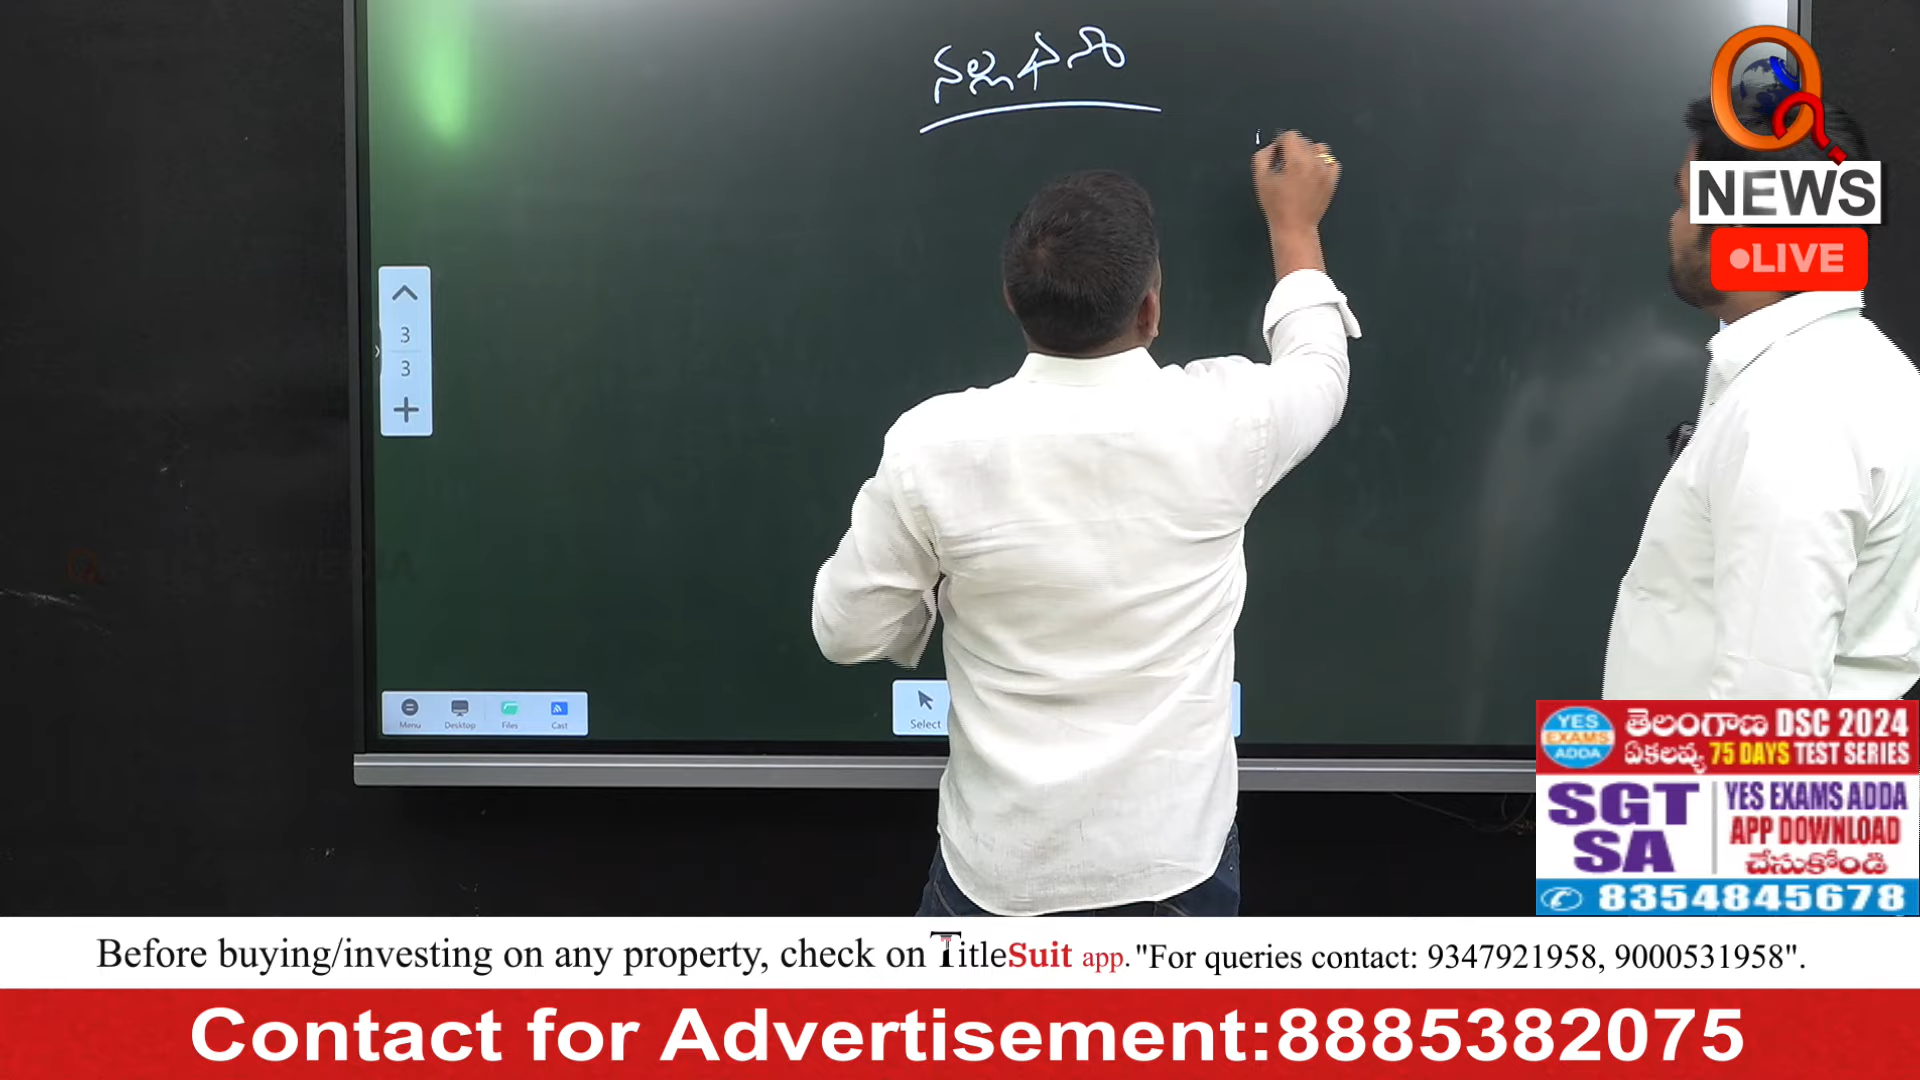 నల్లధనం
Q
NEWS
LIVE
3
3
Menu Desktop Files Cast
Select
YES EXAMS ADDA
తెలంగాణ DSC 2024
ఏకలవ్య 75 DAYS TEST SERIES
SGT
SA
YES EXAMS ADDA
APP DOWNLOAD
చేసుకోండి
8354845678
Before buying/investing on any property, check on TitleSuit app. "For queries contact: 9347921958, 9000531958".
Contact for Advertisement:8885382075